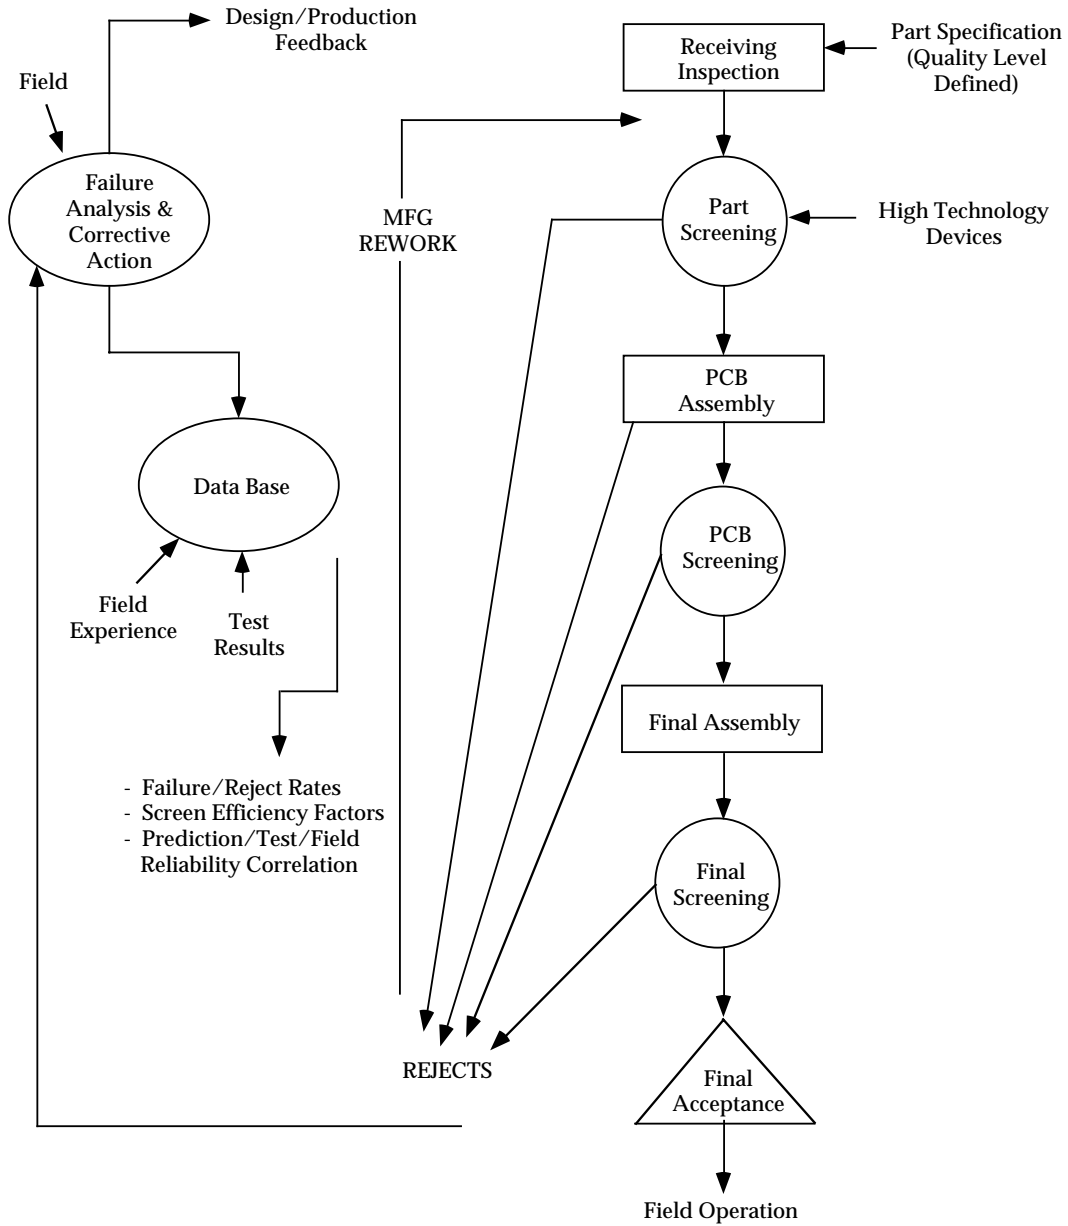 Design/Production
Feedback
Field
Failure
Analysis &
Corrective
Action
Data Base
Field
Experience
Test
Results
- Failure/Reject Rates
- Screen Efficiency Factors
- Prediction/Test/Field
Reliability Correlation
MFG
REWORK
REJECTS
Receiving
Inspection
Part Specification
(Quality Level
Defined)
Part
Screening
High Technology
Devices
PCB
Assembly
PCB
Screening
Final Assembly
Final
Screening
Final
Acceptance
Field Operation